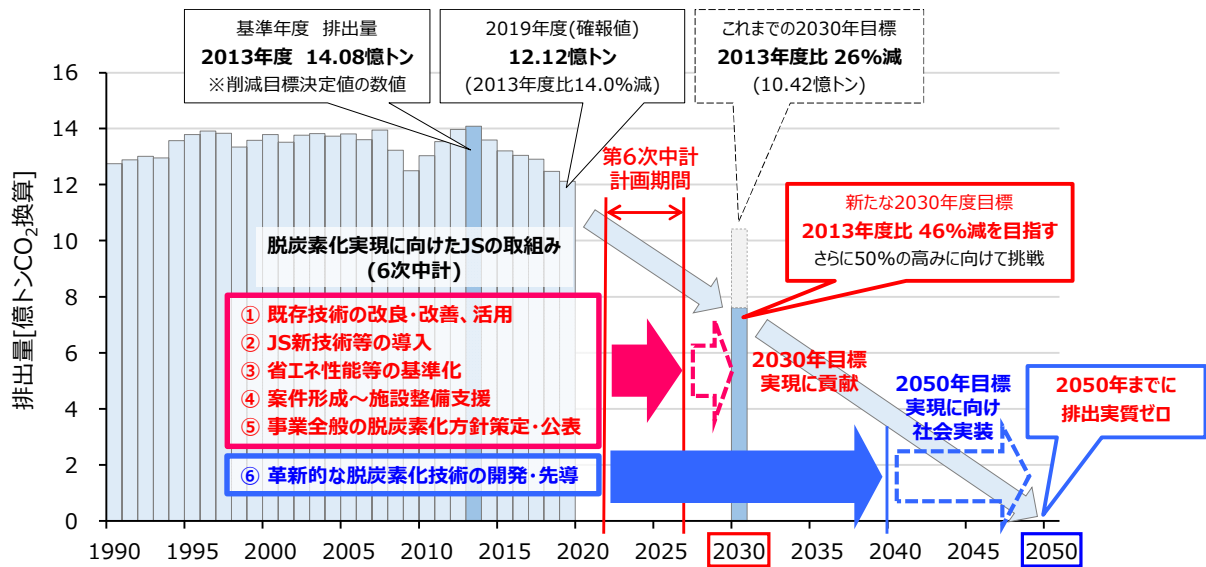 基準年度 排出量
2013年度 14.08億トン
※削減目標決定値の数値
2019年度(確報値)
12.12億トン
(2013年度比14.0%減)
これまでの2030年目標
2013年度比 26%減
(10.42億トン)
排出量[億トンCO2換算]
16
14
12
10
8
6
4
2
0
第6次中計
計画期間
新たな2030年度目標
2013年度比 46%減を目指す
さらに50%の高みに向けて挑戦
脱炭素化実現に向けたJSの取組み
(6次中計)
① 既存技術の改良・改善、活用
② JS新技術等の導入
③ 省エネ性能等の基準化
④ 案件形成～施設整備支援
⑤ 事業全般の脱炭素化方針策定・公表
⑥ 革新的な脱炭素化技術の開発・先導
2030年目標
実現に貢献
2050年目標
実現に向け
社会実装
2050年までに
排出実質ゼロ
1990 1995 2000 2005 2010 2015 2020 2025 2030 2035 2040 2045 2050